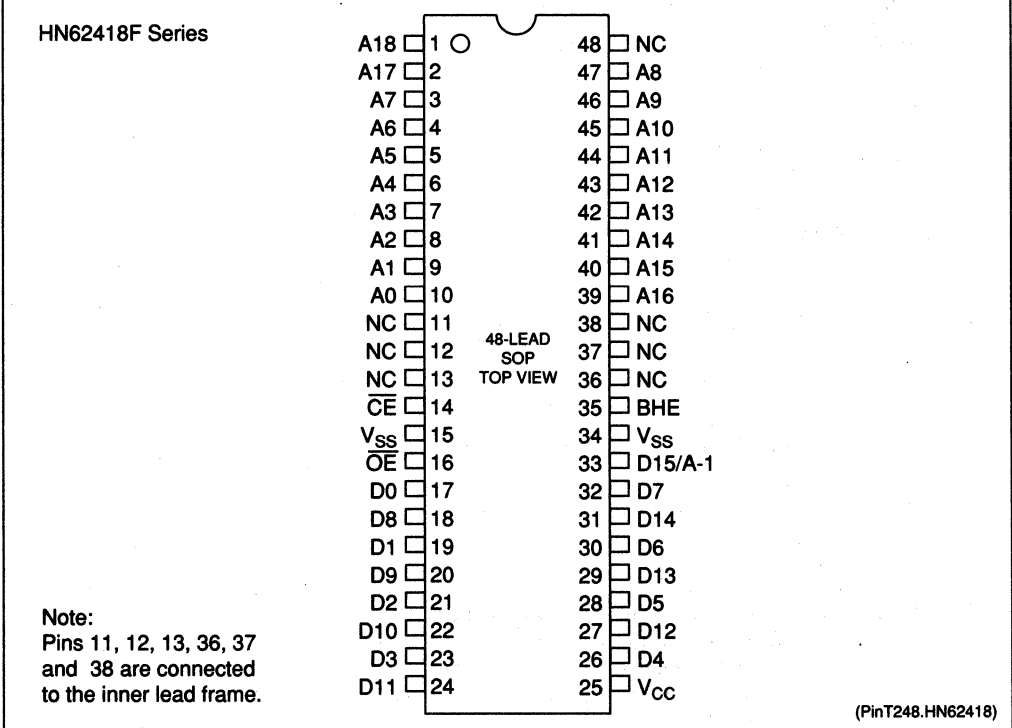 HN62418F Series
A18 1 48 NC
A17 2 47 A8
A7 3 46 A9
A6 4 45 A10
A5 5 44 A11
A4 6 43 A12
A3 7 42 A13
A2 8 41 A14
A1 9 40 A15
A0 10 39 A16
NC 11 38 NC
NC 12 37 NC
NC 13 36 NC
48-LEAD
SOP
TOP VIEW
C̅E̅ 14 35 BHE
VSS 15 34 VSS
O̅E̅ 16 33 D15/A-1
D0 17 32 D7
D8 18 31 D14
D1 19 30 D6
D9 20 29 D13
D2 21 28 D5
D10 22 27 D12
D3 23 26 D4
D11 24 25 VCC
Note:
Pins 11, 12, 13, 36, 37
and 38 are connected
to the inner lead frame.
(PinT248.HN62418)